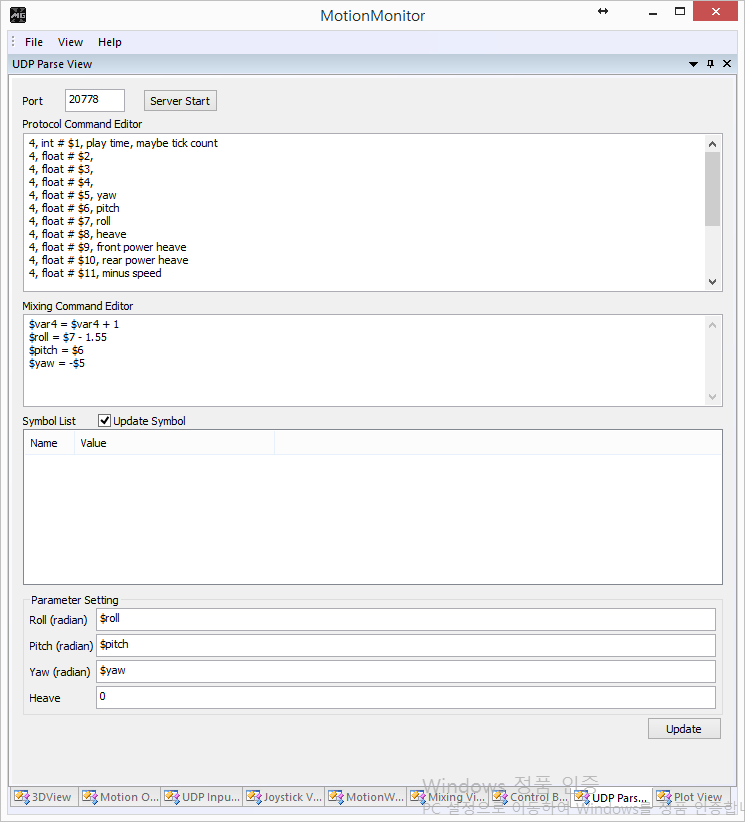 MG
MotionMonitor
File View Help
UDP Parse View
Port 20778 Server Start
Protocol Command Editor
4, int # $1, play time, maybe tick count
4, float # $2,
4, float # $3,
4, float # $4,
4, float # $5, yaw
4, float # $6, pitch
4, float # $7, roll
4, float # $8, heave
4, float # $9, front power heave
4, float # $10, rear power heave
4, float # $11, minus speed
Mixing Command Editor
$var4 = $var4 + 1
$roll = $7 - 1.55
$pitch = $6
$yaw = -$5
Symbol List Update Symbol
Name Value
Parameter Setting
Roll (radian) $roll
Pitch (radian) $pitch
Yaw (radian) $yaw
Heave 0
Update
Windows 정품 인증
3DView Motion O... UDP Inpu... Joystick V... MotionW... Mixing Vi... Control B... UDP Pars... Plot View
PC 설정으로 이동하여 Windows를 정품 인증합니